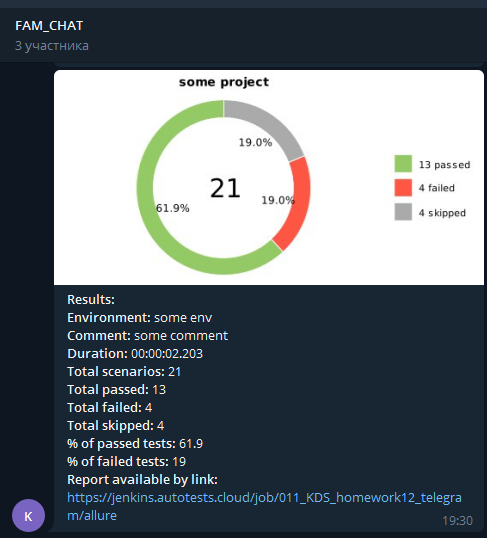 FAM_CHAT
3 участника
some project
19.0%
21
61.9%
19.0%
13 passed
4 failed
4 skipped
Results:
Environment: some env
Comment: some comment
Duration: 00:00:02.203
Total scenarios: 21
Total passed: 13
Total failed: 4
Total skipped: 4
% of passed tests: 61.9
% of failed tests: 19
Report available by link:
https://jenkins.autotests.cloud/job/011_KDS_homework12_telegra
m/allure
K
19:30